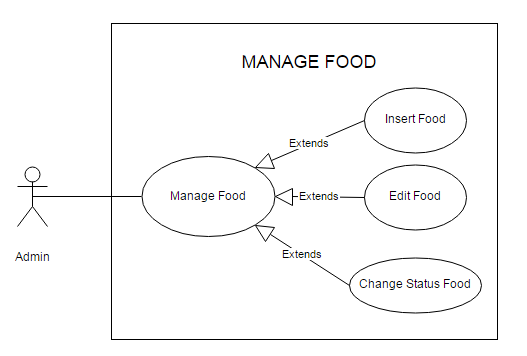 MANAGE FOOD
Insert Food
Extends
Manage Food
Extends
Edit Food
Admin
Extends
Change Status Food